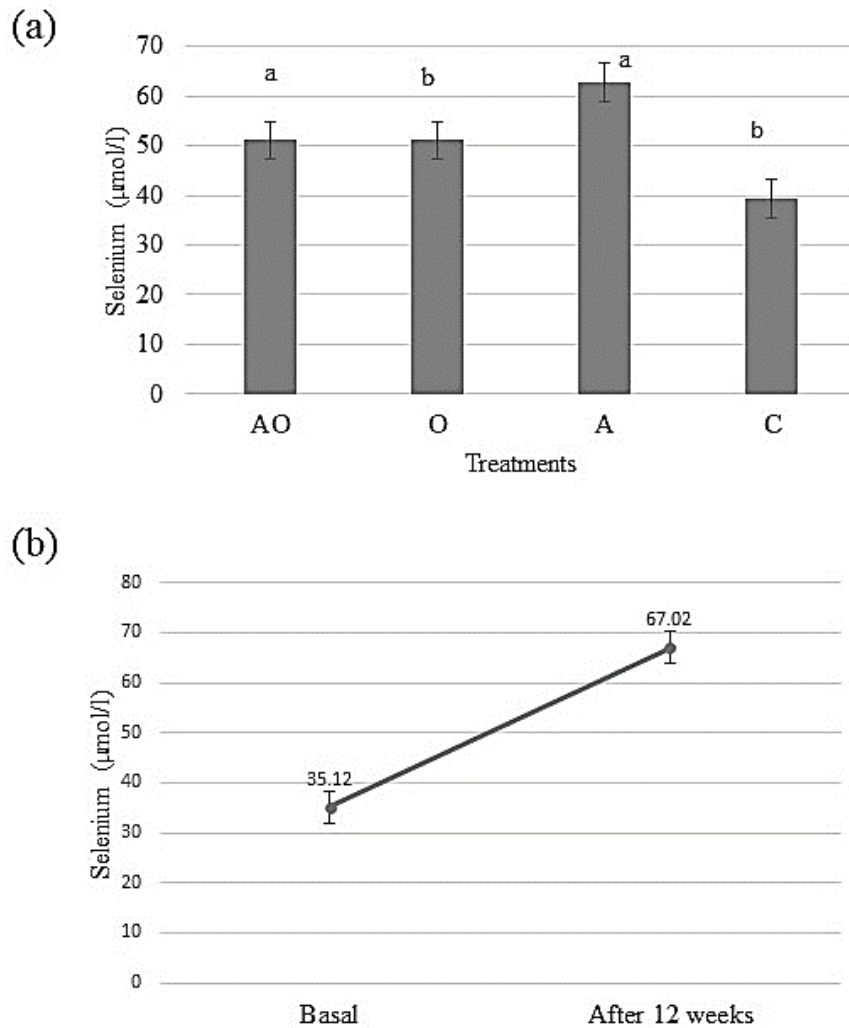 (a)
Selenium (µmol/l)
70
60
50
40
30
20
10
0
a
b
a
b
AO O A C
Treatments
(b)
Selenium (µmol/l)
80
70
60
50
40
30
20
10
0
35.12
67.02
Basal After 12 weeks